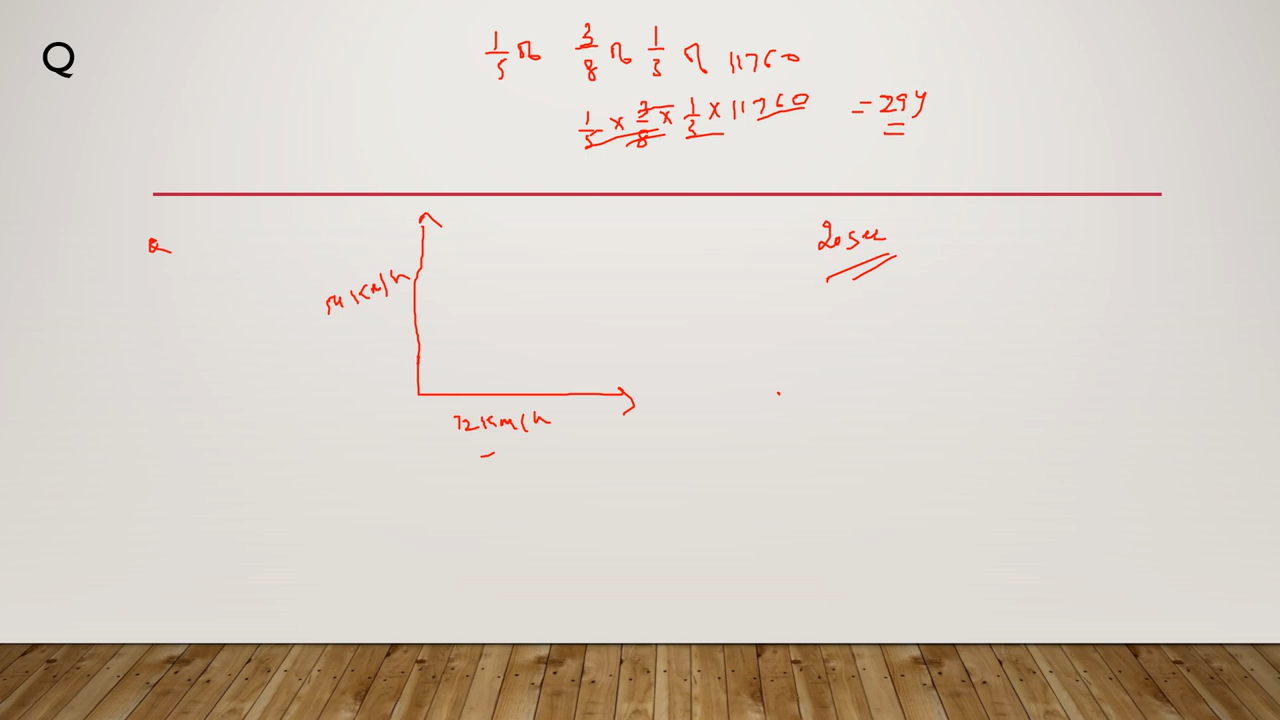 Q
1/5 का 3/8 का 1/3 का 11760
1/5 × 3/8 × 1/3 × 11760 = 294
Q
20 sec
54 Km/h
72 Km/h